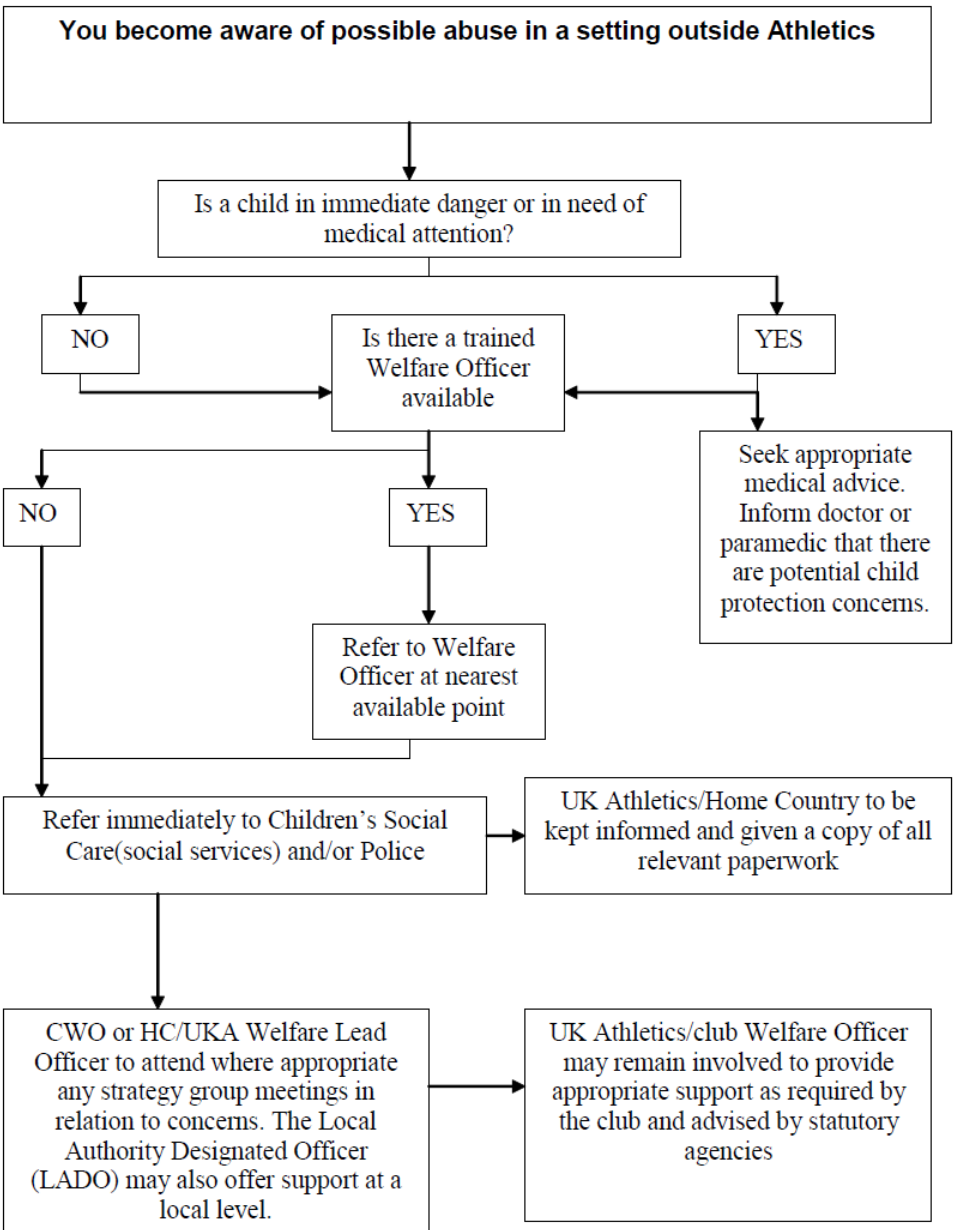 You become aware of possible abuse in a setting outside Athletics
Is a child in immediate danger or in need of
medical attention?
NO
Is there a trained
Welfare Officer
available
YES
NO
YES
Seek appropriate
medical advice.
Inform doctor or
paramedic that there
are potential child
protection concerns.
Refer to Welfare
Officer at nearest
available point
Refer immediately to Children’s Social
Care(social services) and/or Police
UK Athletics/Home Country to be
kept informed and given a copy of all
relevant paperwork
CWO or HC/UKA Welfare Lead
Officer to attend where appropriate
any strategy group meetings in
relation to concerns. The Local
Authority Designated Officer
(LADO) may also offer support at a
local level.
UK Athletics/club Welfare Officer
may remain involved to provide
appropriate support as required by
the club and advised by statutory
agencies